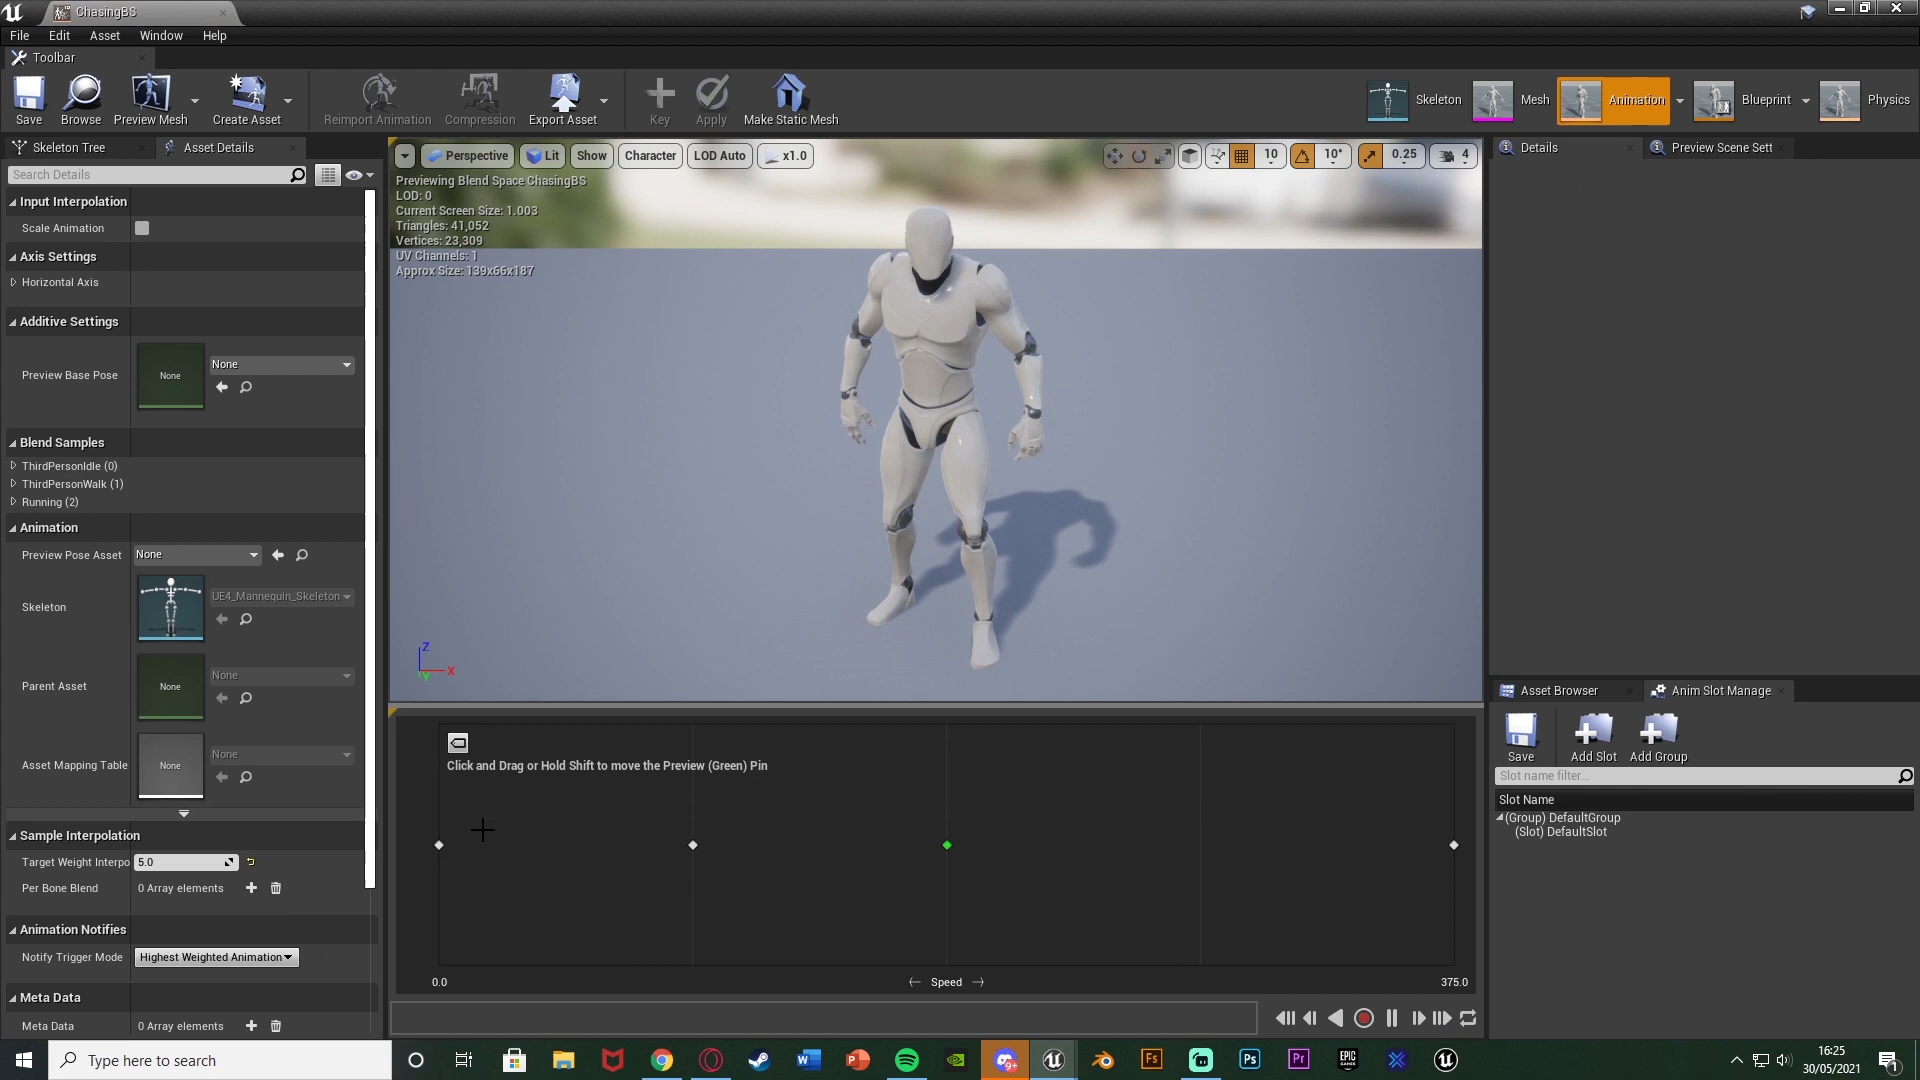 ChasingBS
File Edit Asset Window Help
Toolbar
Save Browse Preview Mesh Create Asset Reimport Animation Compression Export Asset Key Apply Make Static Mesh
Skeleton Mesh Animation Blueprint Physics
Skeleton Tree Asset Details
Search Details
Input Interpolation
Scale Animation
Axis Settings
Horizontal Axis
Additive Settings
Preview Base Pose None None
Blend Samples
ThirdPersonIdle (0)
ThirdPersonWalk (1)
Running (2)
Animation
Preview Pose Asset None
Skeleton UE4_Mannequin_Skeleton
Parent Asset None None
Asset Mapping Table None None
Sample Interpolation
Target Weight Interpo 5.0
Per Bone Blend 0 Array elements
Animation Notifies
Notify Trigger Mode Highest Weighted Animation
Meta Data
Meta Data 0 Array elements
Perspective Lit Show Character LOD Auto x1.0 10 10° 0.25 4
Previewing Blend Space ChasingBS
LOD: 0
Current Screen Size: 1.003
Triangles: 41,052
Vertices: 23,309
UV Channels: 1
Approx Size: 139x66x187
Z
X
Y
Click and Drag or Hold Shift to move the Preview (Green) Pin
0.0 Speed 375.0
Details Preview Scene Sett
Asset Browser Anim Slot Manage
Save Add Slot Add Group
Slot name filter...
Slot Name
(Group) DefaultGroup
(Slot) DefaultSlot
Type here to search
9+
W
P
Fs
Ps
Pr
EPIC GAMES
16:25
30/05/2021
1